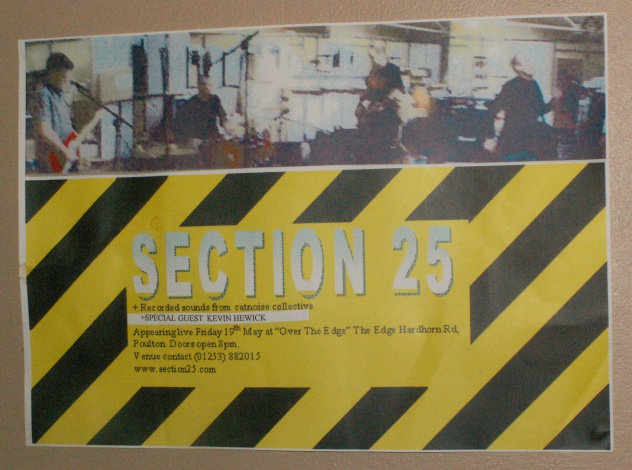 SECTION 25
+ Recorded sounds from catnoise collective
+SPECIAL GUEST KEVIN HEWICK
Appearing live Friday 19th May at "Over The Edge" The Edge Hardhorn Rd,
Poulton. Doors open 8pm.
Venue contact (01253) 882015
www.section25.com